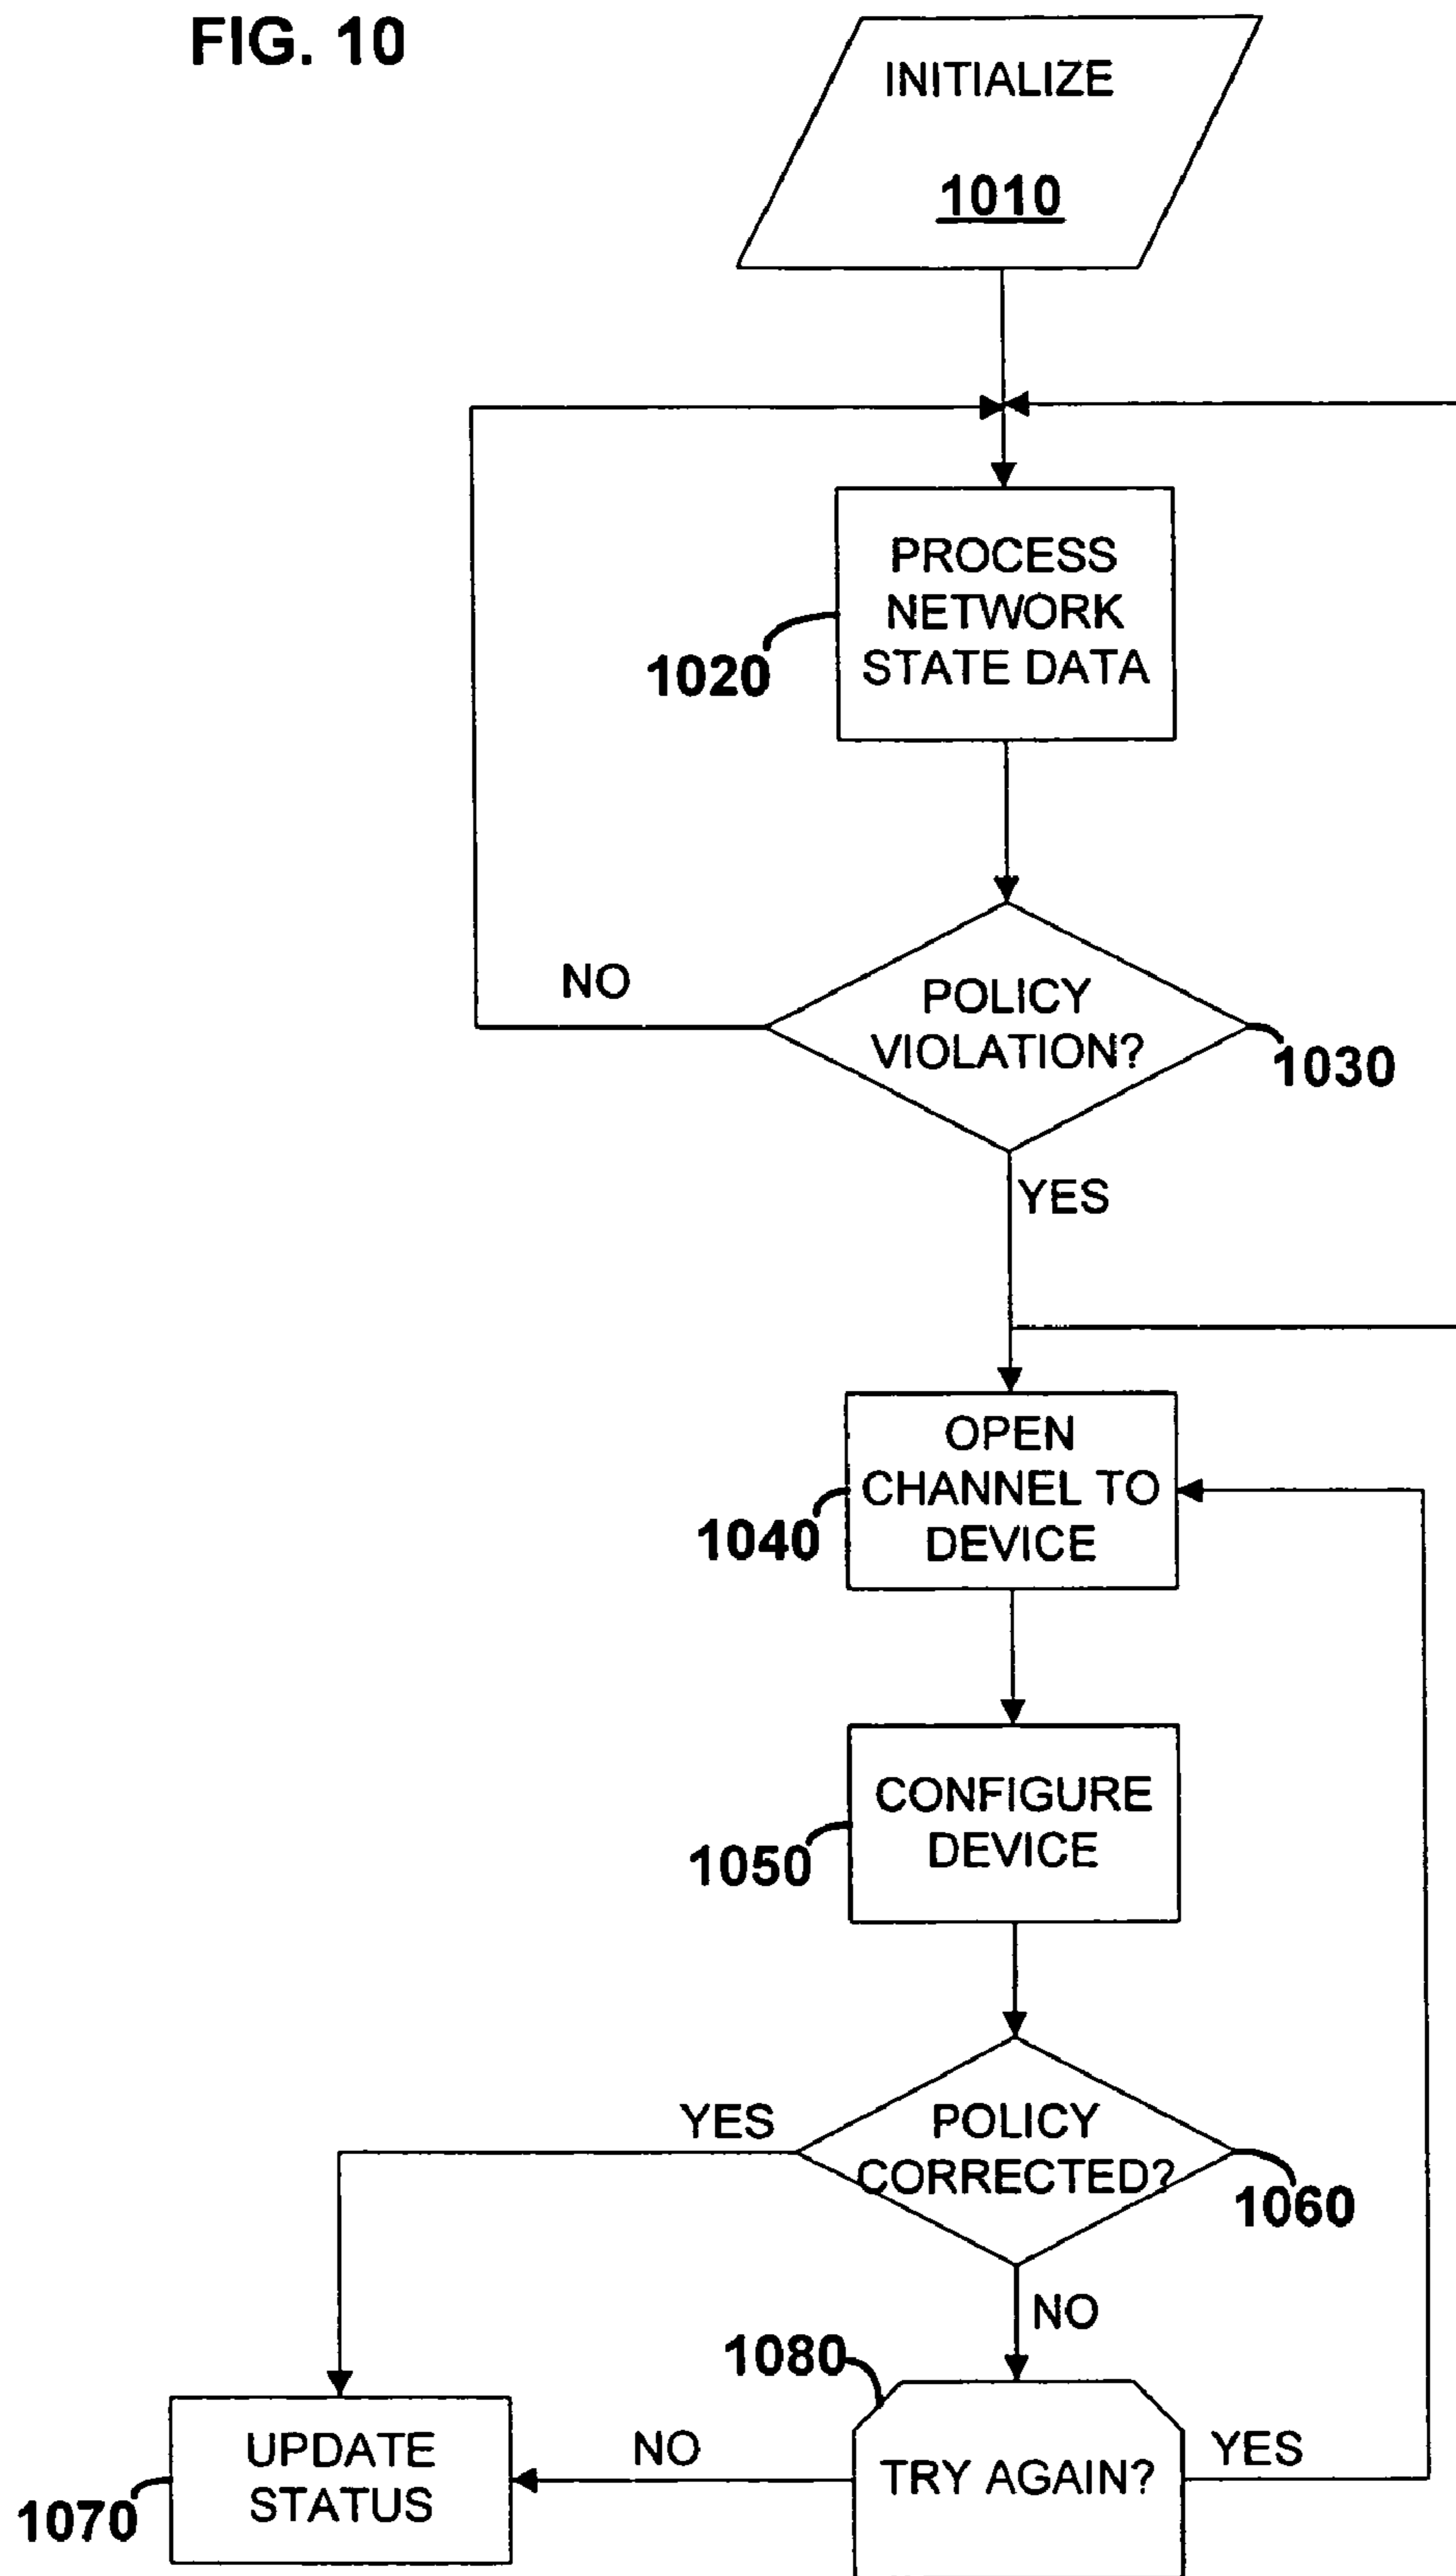 FIG. 10
INITIALIZE
1010
PROCESS
NETWORK
STATE DATA
1020
NO
POLICY
VIOLATION?
1030
YES
OPEN
CHANNEL TO
DEVICE
1040
CONFIGURE
DEVICE
1050
YES
POLICY
CORRECTED?
1060
NO
1080
UPDATE
STATUS
1070
NO
TRY AGAIN?
YES